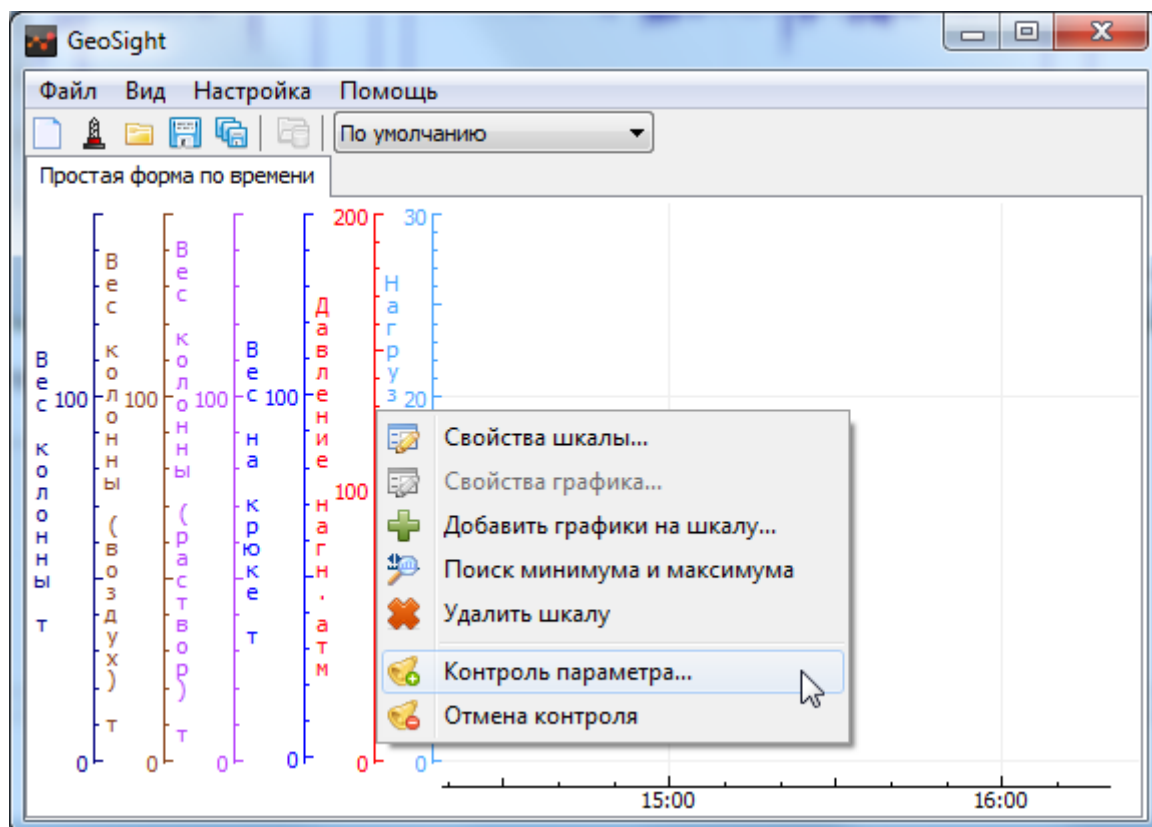 GeoSight
Файл Вид Настройка Помощь
По умолчанию
Простая форма по времени
Вес колонны т
100
0
Вес колонны (воздух) т
100
0
Вес колонны (раствор) т
100
0
Вес на крюке т
100
0
Давление нагн. атм
200
100
0
Нагруз
30
20
0
Свойства шкалы...
Свойства графика...
Добавить графики на шкалу...
Поиск минимума и максимума
Удалить шкалу
Контроль параметра...
Отмена контроля
15:00 16:00